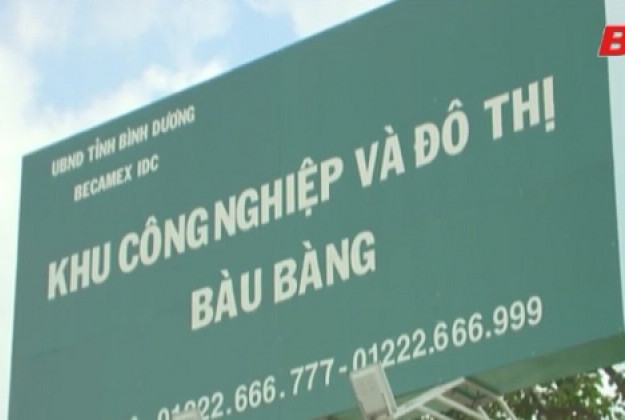 UBND TỈNH BÌNH DƯƠNG
BECAMEX IDC
KHU CÔNG NGHIỆP VÀ ĐÔ THỊ
BÀU BÀNG
01222.666.777-01222.666.999